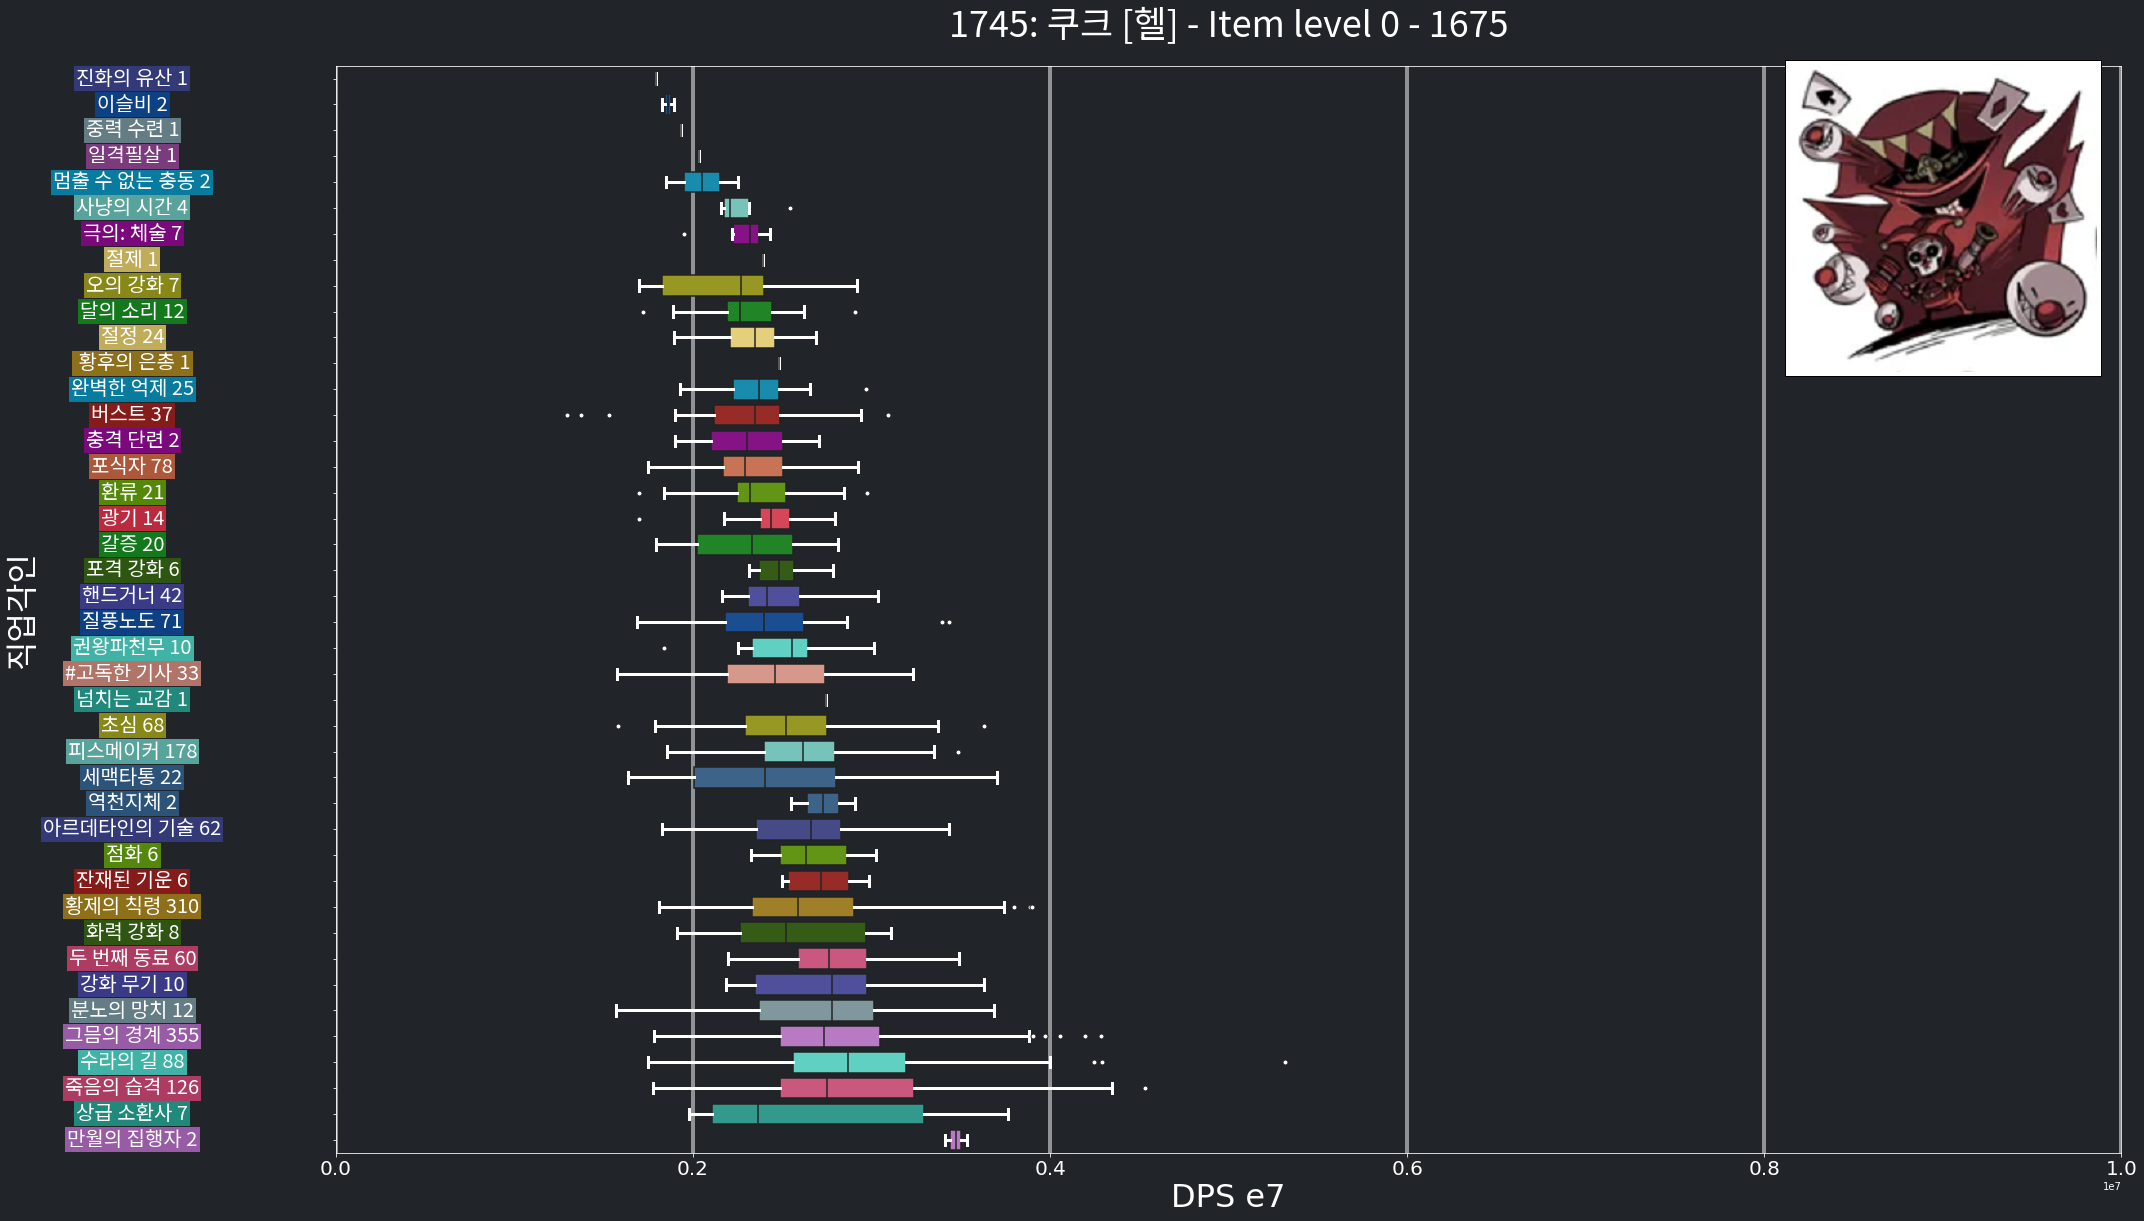 1745: 쿠크 [헬] - Item level 0 - 1675
직업각인
진화의 유산 1
이슬비 2
중력 수련 1
일격필살 1
멈출 수 없는 충동 2
사냥의 시간 4
극의: 체술 7
절제 1
오의 강화 7
달의 소리 12
절정 24
황후의 은총 1
완벽한 억제 25
버스트 37
충격 단련 2
포식자 78
환류 21
광기 14
갈증 20
포격 강화 6
핸드거너 42
질풍노도 71
권왕파천무 10
#고독한 기사 33
넘치는 교감 1
초심 68
피스메이커 178
세맥타통 22
역천지체 2
아르데타인의 기술 62
점화 6
잔재된 기운 6
황제의 칙령 310
화력 강화 8
두 번째 동료 60
강화 무기 10
분노의 망치 12
그믐의 경계 355
수라의 길 88
죽음의 습격 126
상급 소환사 7
만월의 집행자 2
0.0 0.2 0.4 0.6 0.8 1.0
1e7
DPS e7